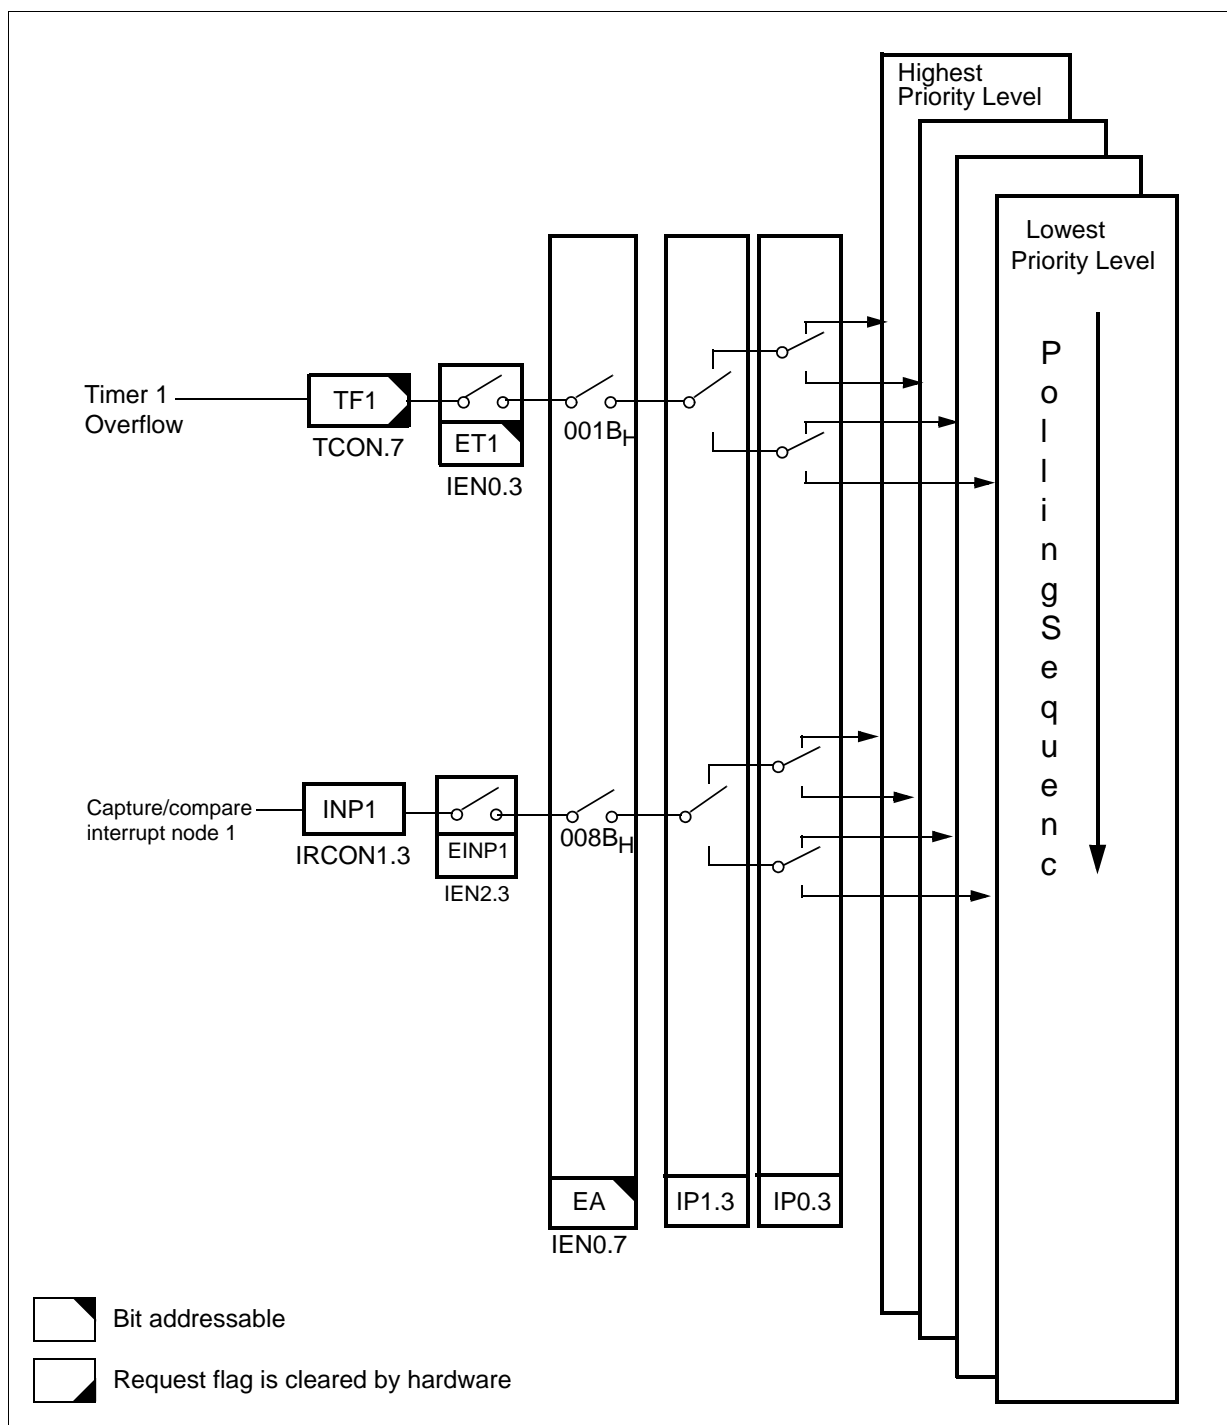 Highest
Priority Level
Lowest
Priority Level
Polling Sequenc
Timer 1
Overflow
TF1
TCON.7
ET1
IEN0.3
001BH
Capture/compare
interrupt node 1
INP1
IRCON1.3
EINP1
IEN2.3
008BH
EA
IEN0.7
IP1.3
IP0.3
Bit addressable
Request flag is cleared by hardware